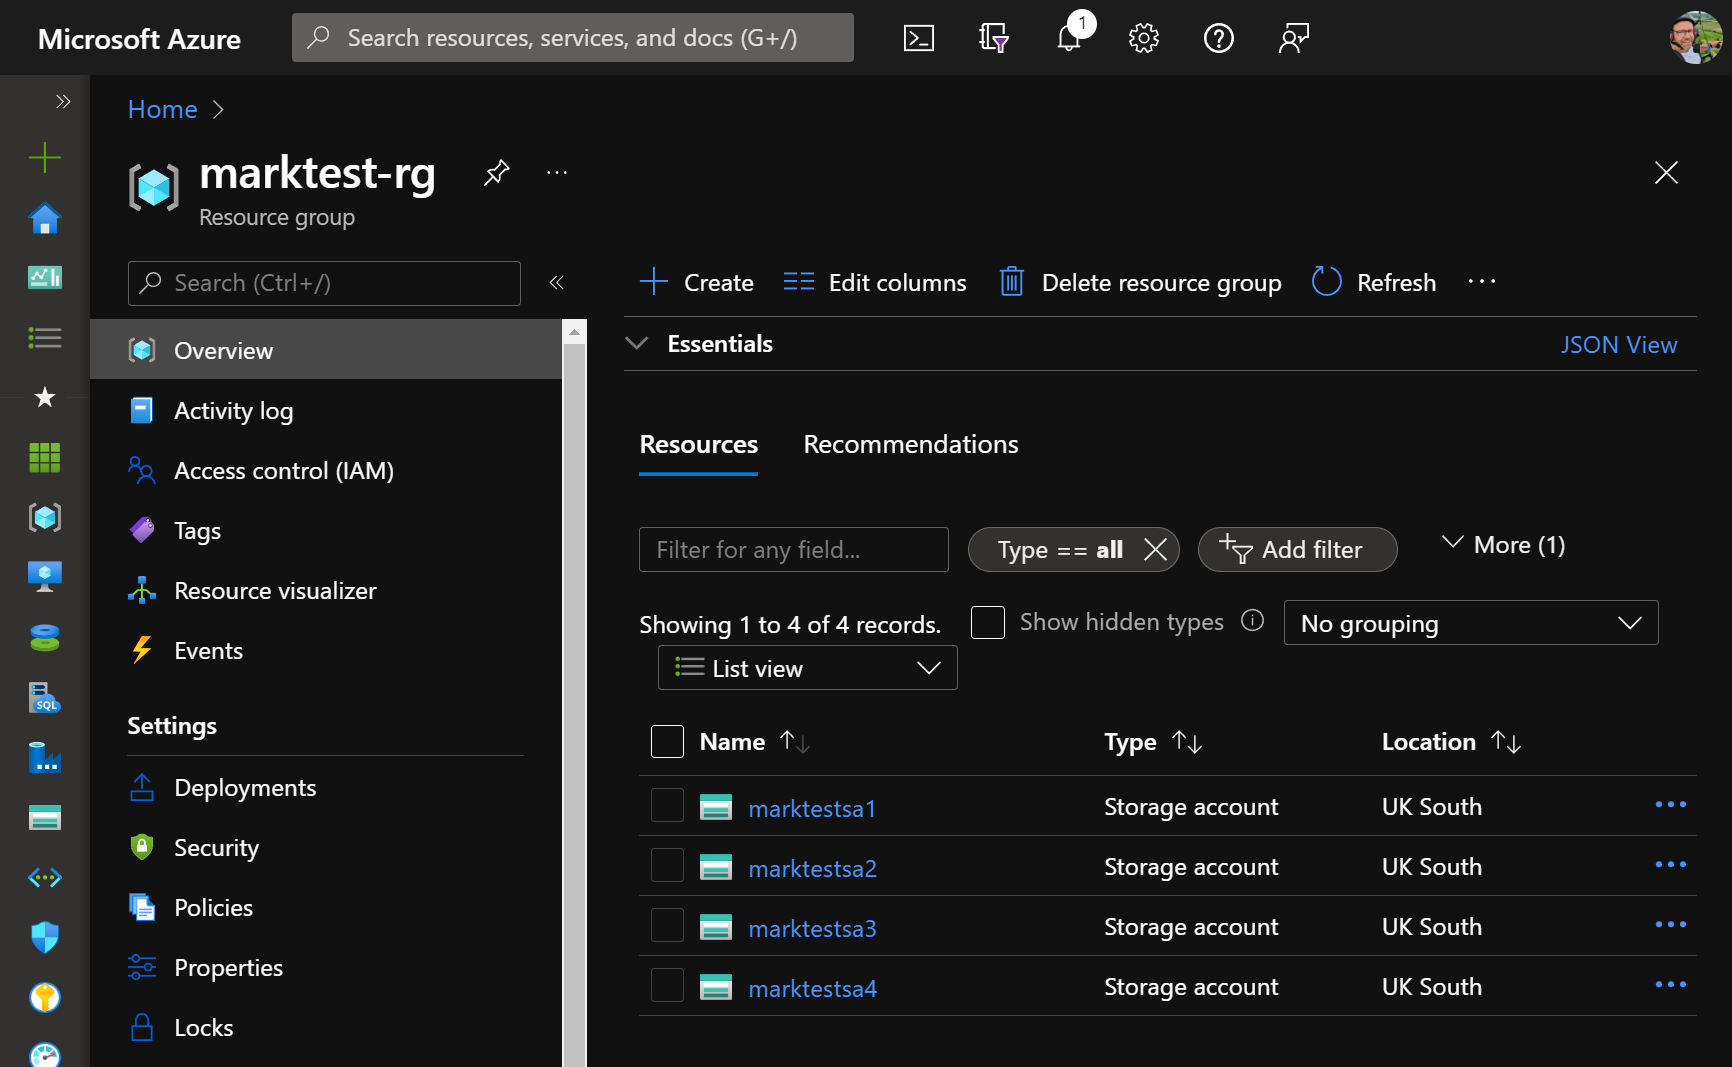 Microsoft Azure
Search resources, services, and docs (G+/)
1
Home
marktest-rg
Resource group
Search (Ctrl+/)
Create
Edit columns
Delete resource group
Refresh
Overview
Essentials
JSON View
Activity log
Access control (IAM)
Tags
Resource visualizer
Events
Settings
Deployments
Security
Policies
Properties
Locks
SQL
Resources
Recommendations
Filter for any field...
Type == all
Add filter
More (1)
Showing 1 to 4 of 4 records.
Show hidden types
No grouping
List view
Name
Type
Location
marktestsa1 Storage account UK South
marktestsa2 Storage account UK South
marktestsa3 Storage account UK South
marktestsa4 Storage account UK South